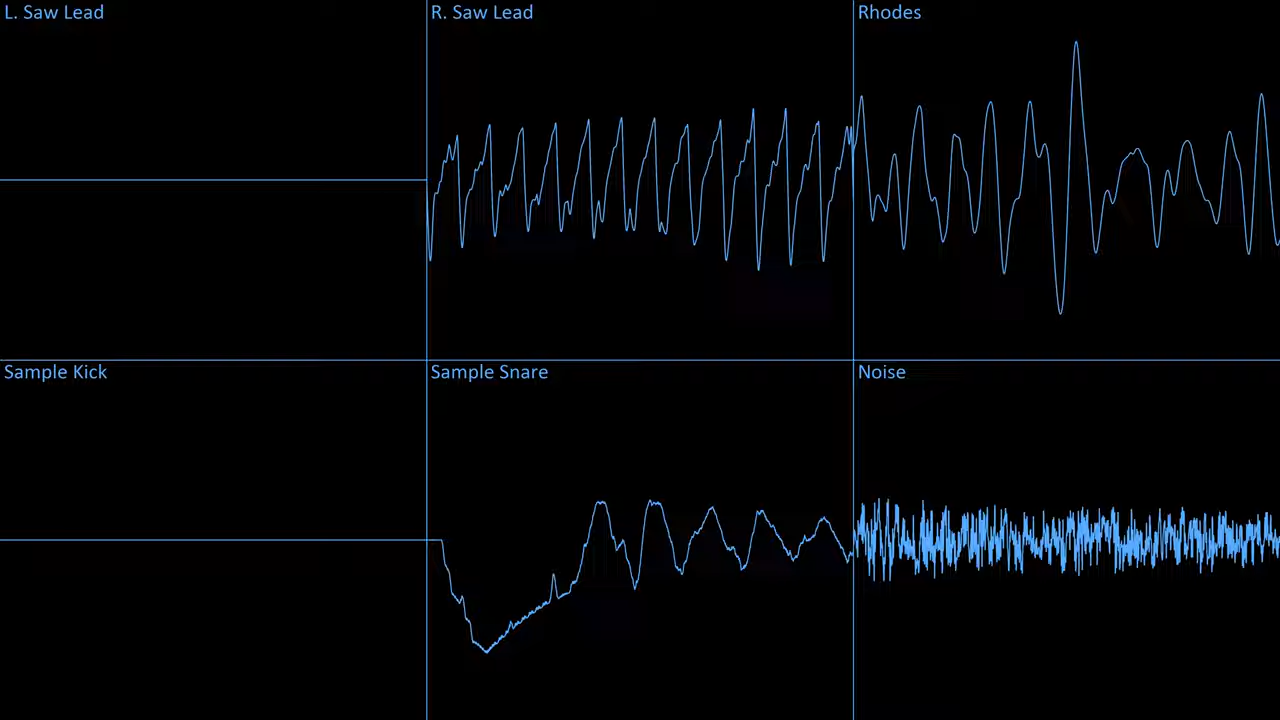 L. Saw Lead
R. Saw Lead
Rhodes
Sample Kick
Sample Snare
Noise